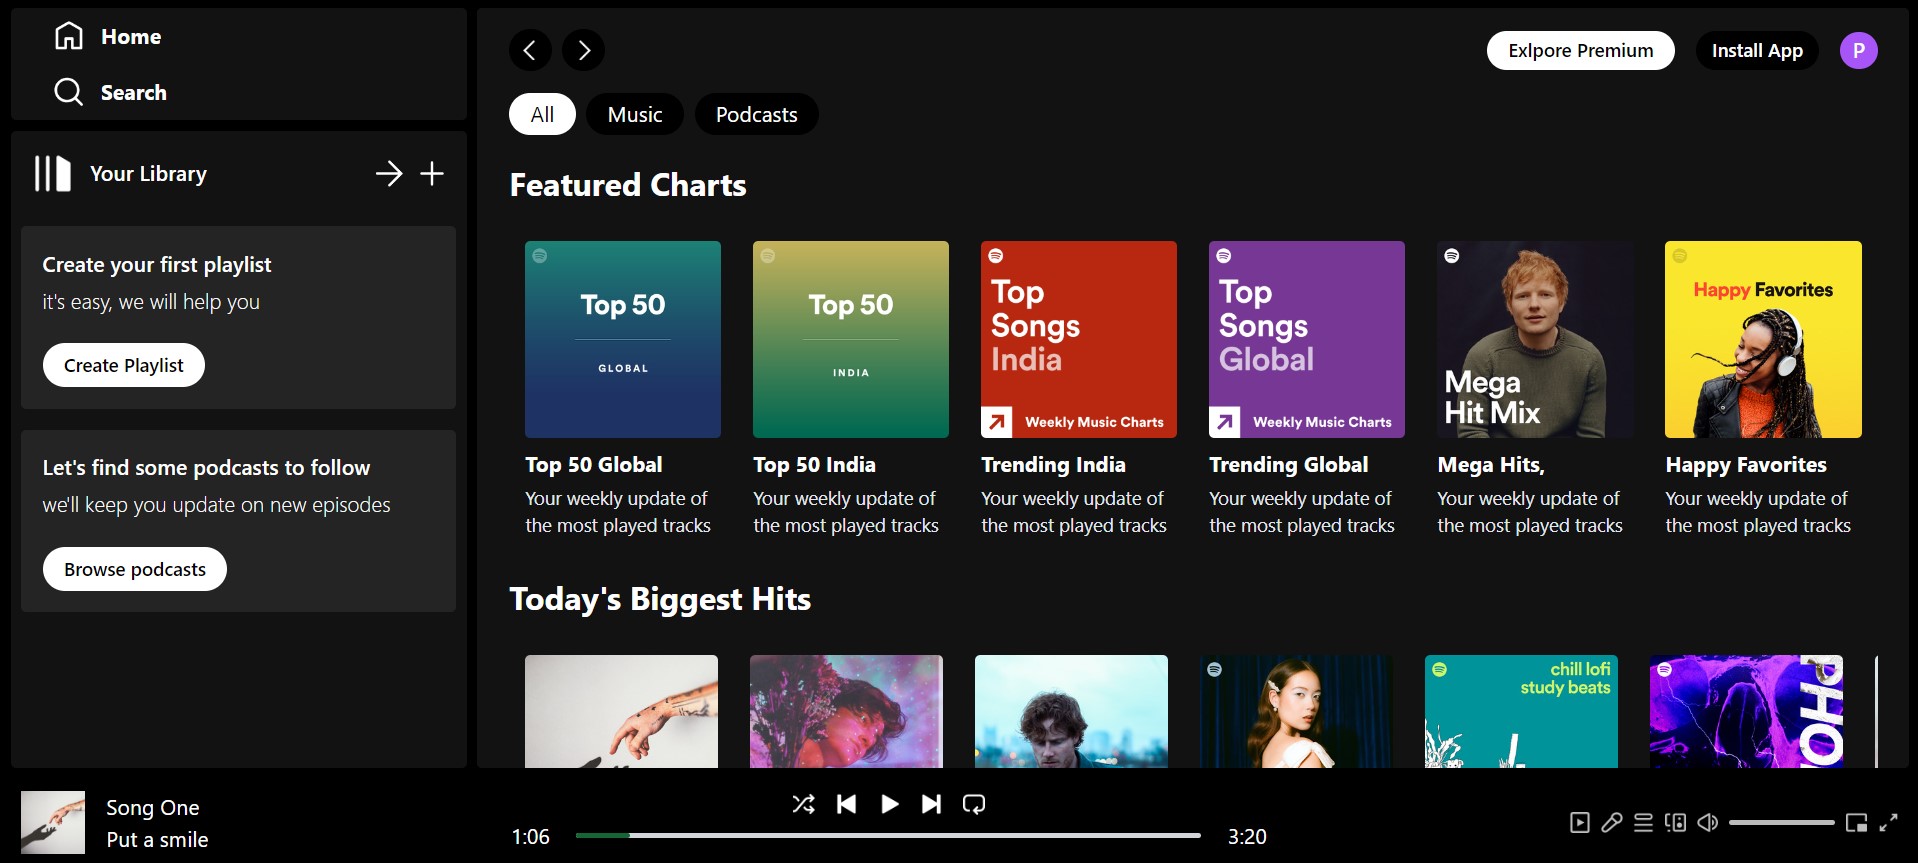 Home
Search
Your Library
Create your first playlist
it's easy, we will help you
Create Playlist
Let's find some podcasts to follow
we'll keep you update on new episodes
Browse podcasts
Exlpore Premium
Install App
P
All
Music
Podcasts
Featured Charts
Top 50
GLOBAL
Top 50 Global
Your weekly update of
the most played tracks
Top 50
INDIA
Top 50 India
Your weekly update of
the most played tracks
Top
Songs
India
Weekly Music Charts
Trending India
Your weekly update of
the most played tracks
Top
Songs
Global
Weekly Music Charts
Trending Global
Your weekly update of
the most played tracks
Mega
Hit Mix
Mega Hits,
Your weekly update of
the most played tracks
Happy Favorites
Happy Favorites
Your weekly update of
the most played tracks
Today's Biggest Hits
chill lofi
study beats
Song One
Put a smile
1:06
3:20